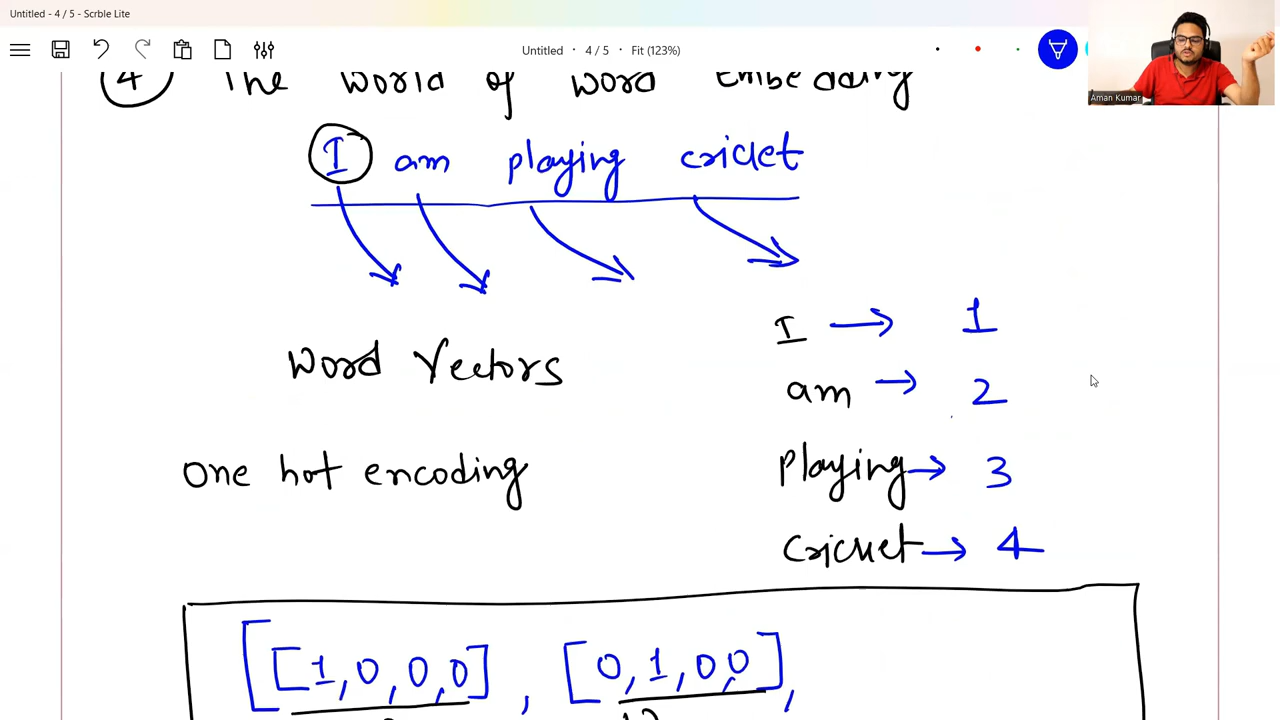 Untitled - 4 / 5 - Scrble Lite
Untitled • 4 / 5 • Fit (123%)
Aman Kumar
4 The World of Word Embedding
I am playing cricket
I → 1
Word Vectors
am → 2
One hot encoding
Playing → 3
Cricket → 4
[[1,0,0,0], [0,1,0,0],